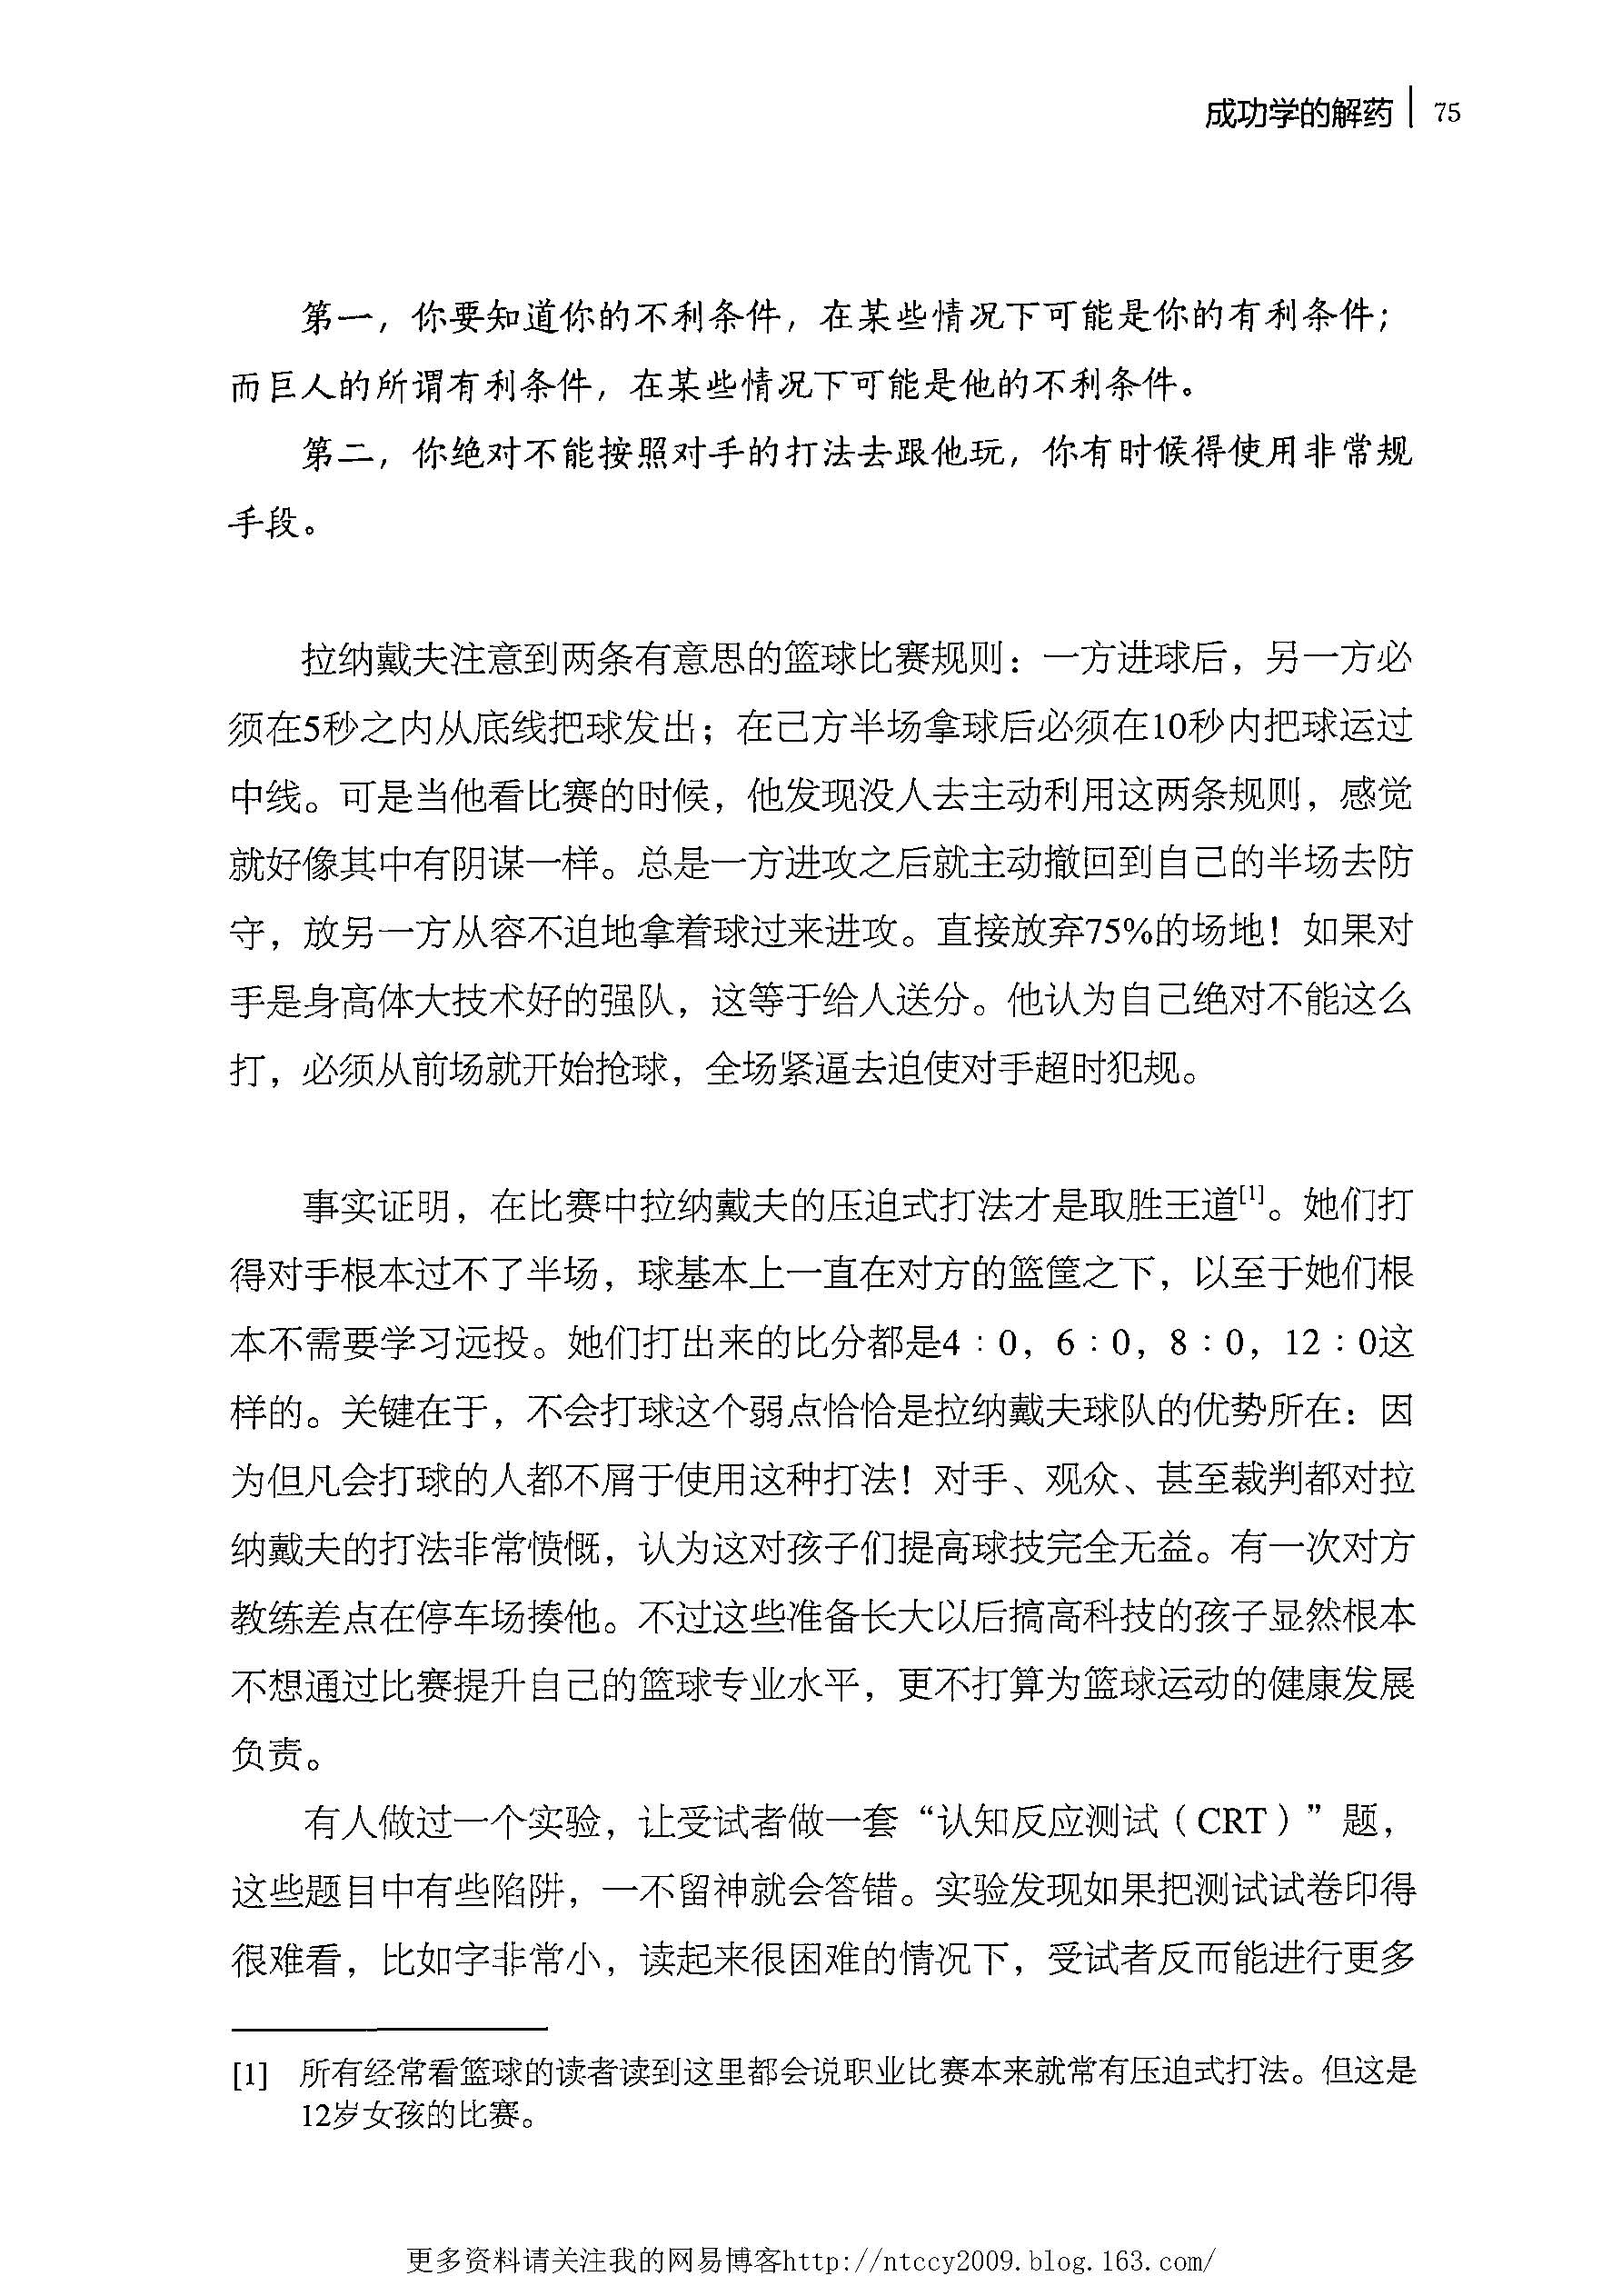 成功学的解药 | 75
第一，你要知道你的不利条件，在某些情况下可能是你的有利条件；
而巨人的所谓有利条件，在某些情况下可能是他的不利条件。
第二，你绝对不能按照对手的打法去跟他玩，你有时候得使用非常规
手段。
拉纳戴夫注意到两条有意思的篮球比赛规则：一方进球后，另一方必
须在5秒之内从底线把球发出；在己方半场拿球后必须在10秒内把球运过
中线。可是当他看比赛的时候，他发现没人去主动利用这两条规则，感觉
就好像其中有阴谋一样。总是一方进攻之后就主动撤回到自己的半场去防
守，放另一方从容不迫地拿着球过来进攻。直接放弃75%的场地！如果对
手是身高体大技术好的强队，这等于给人送分。他认为自己绝对不能这么
打，必须从前场就开始抢球，全场紧逼去迫使对手超时犯规。
事实证明，在比赛中拉纳戴夫的压迫式打法才是取胜王道[1]。她们打
得对手根本过不了半场，球基本上一直在对方的篮筐之下，以至于她们根
本不需要学习远投。她们打出来的比分都是4：0，6：0，8：0，12：0这
样的。关键在于，不会打球这个弱点恰恰是拉纳戴夫球队的优势所在：因
为但凡会打球的人都不屑于使用这种打法！对手、观众、甚至裁判都对拉
纳戴夫的打法非常愤慨，认为这对孩子们提高球技完全无益。有一次对方
教练差点在停车场揍他。不过这些准备长大以后搞高科技的孩子显然根本
不想通过比赛提升自己的篮球专业水平，更不打算为篮球运动的健康发展
负责。
有人做过一个实验，让受试者做一套“认知反应测试（CRT）”题，
这些题目中有些陷阱，一不留神就会答错。实验发现如果把测试试卷印得
很难看，比如字非常小，读起来很困难的情况下，受试者反而能进行更多
[1] 所有经常看篮球的读者读到这里都会说职业比赛本来就常有压迫式打法。但这是
12岁女孩的比赛。
更多资料请关注我的网易博客http://ntccy2009.blog.163.com/